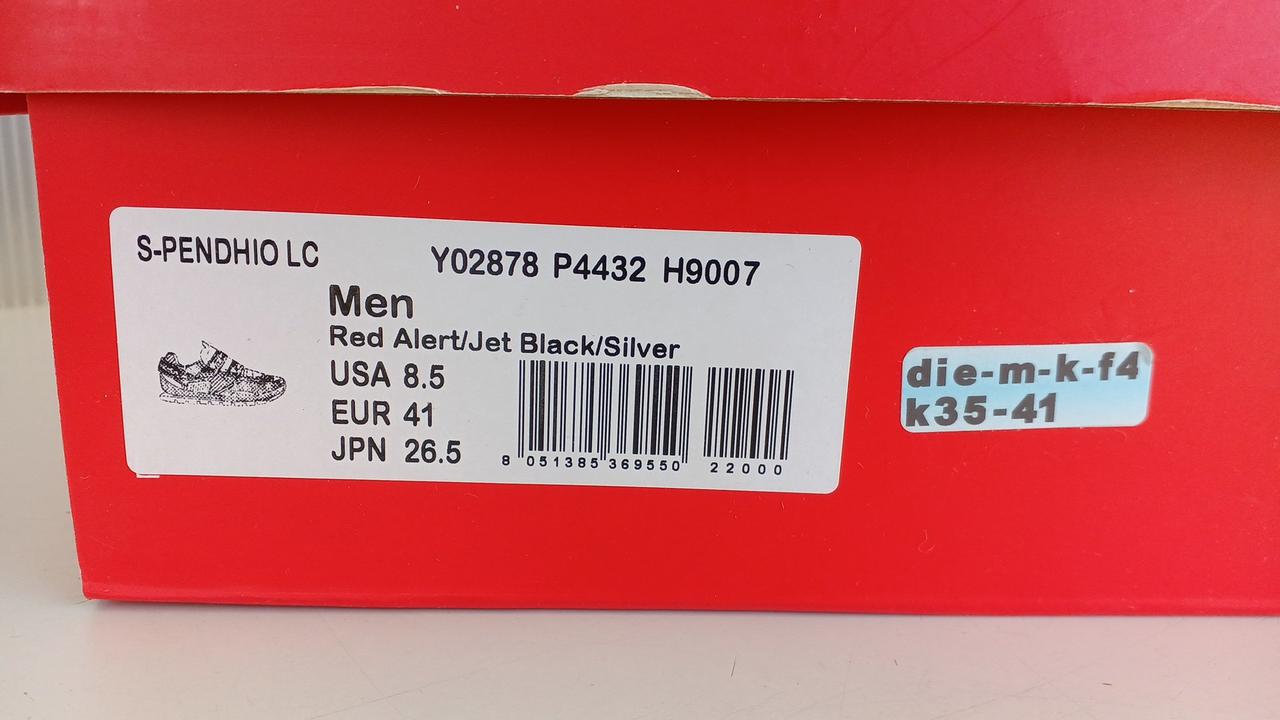 S-PENDHIO LC
Y02878 P4432 H9007
Men
Red Alert/Jet Black/Silver
USA 8.5
EUR 41
JPN 26.5
8 051385 369550 22000
die-m-k-f4
k35-41